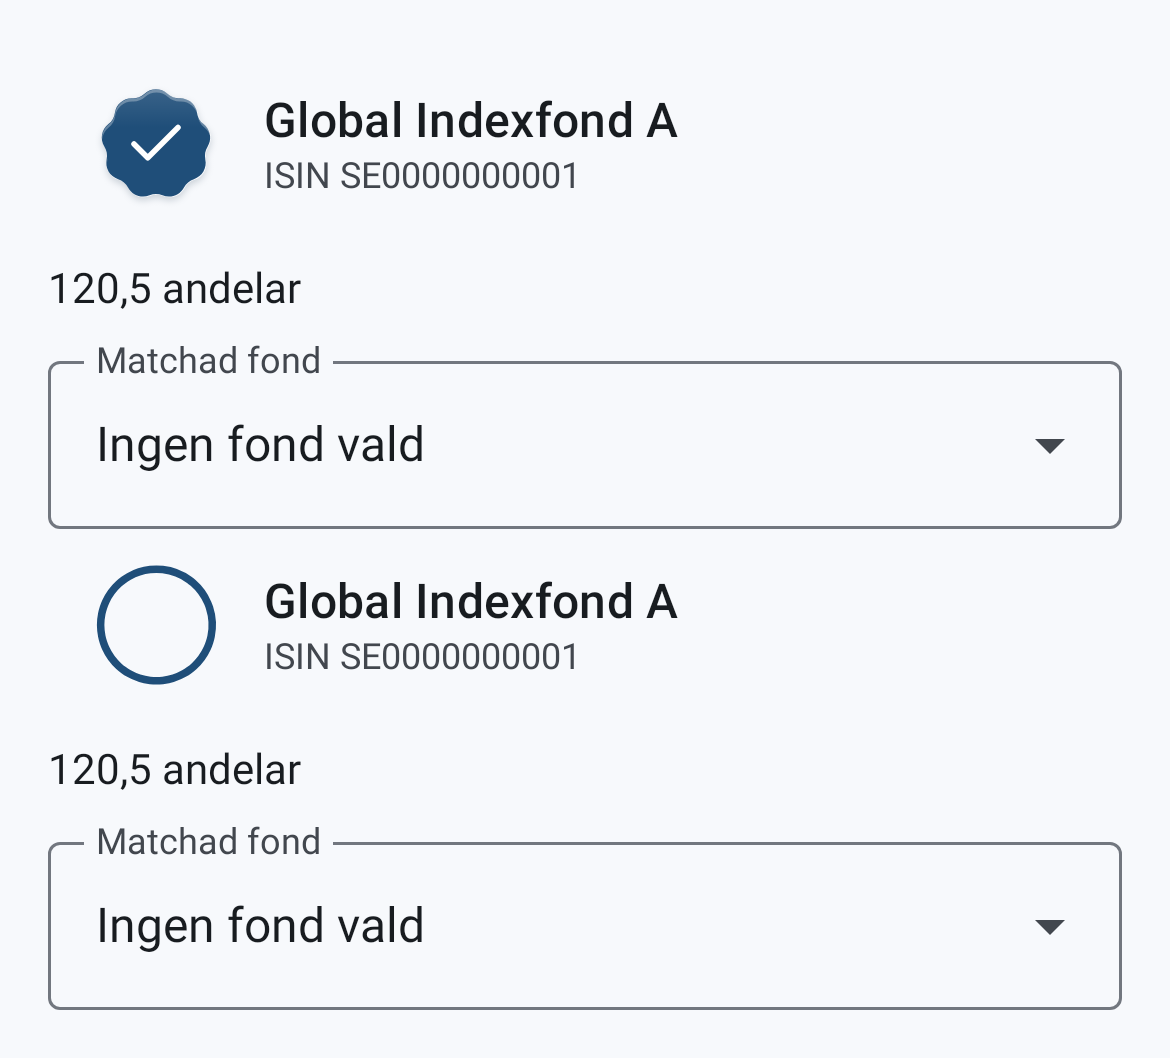 Global Indexfond A
ISIN SE0000000001
120,5 andelar
Matchad fond
Ingen fond vald
Global Indexfond A
ISIN SE0000000001
120,5 andelar
Matchad fond
Ingen fond vald